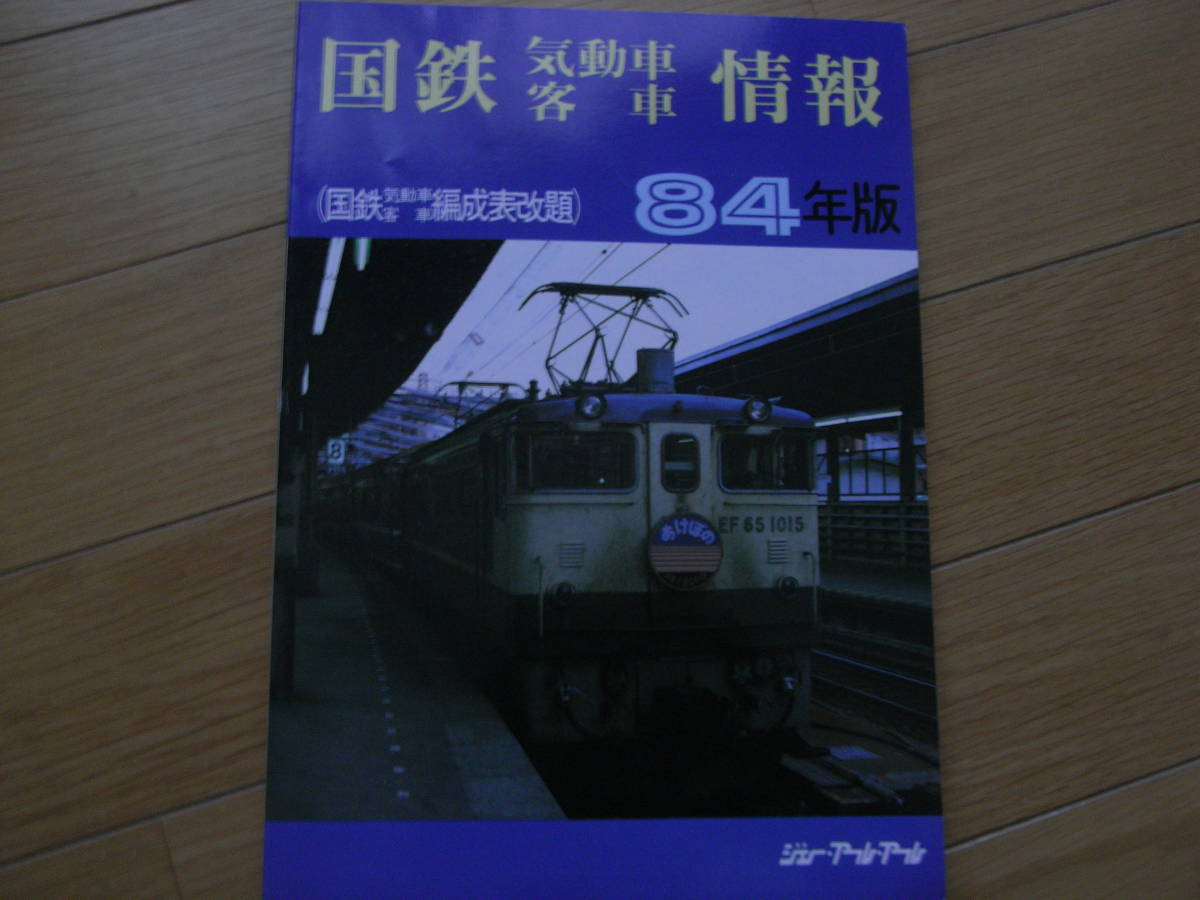 国鉄 気動車 客車 情報
(国鉄 気動車 客車 編成表改題) 84年版
8
あけぼの
EF 65 1015
ジェー・アール・アール